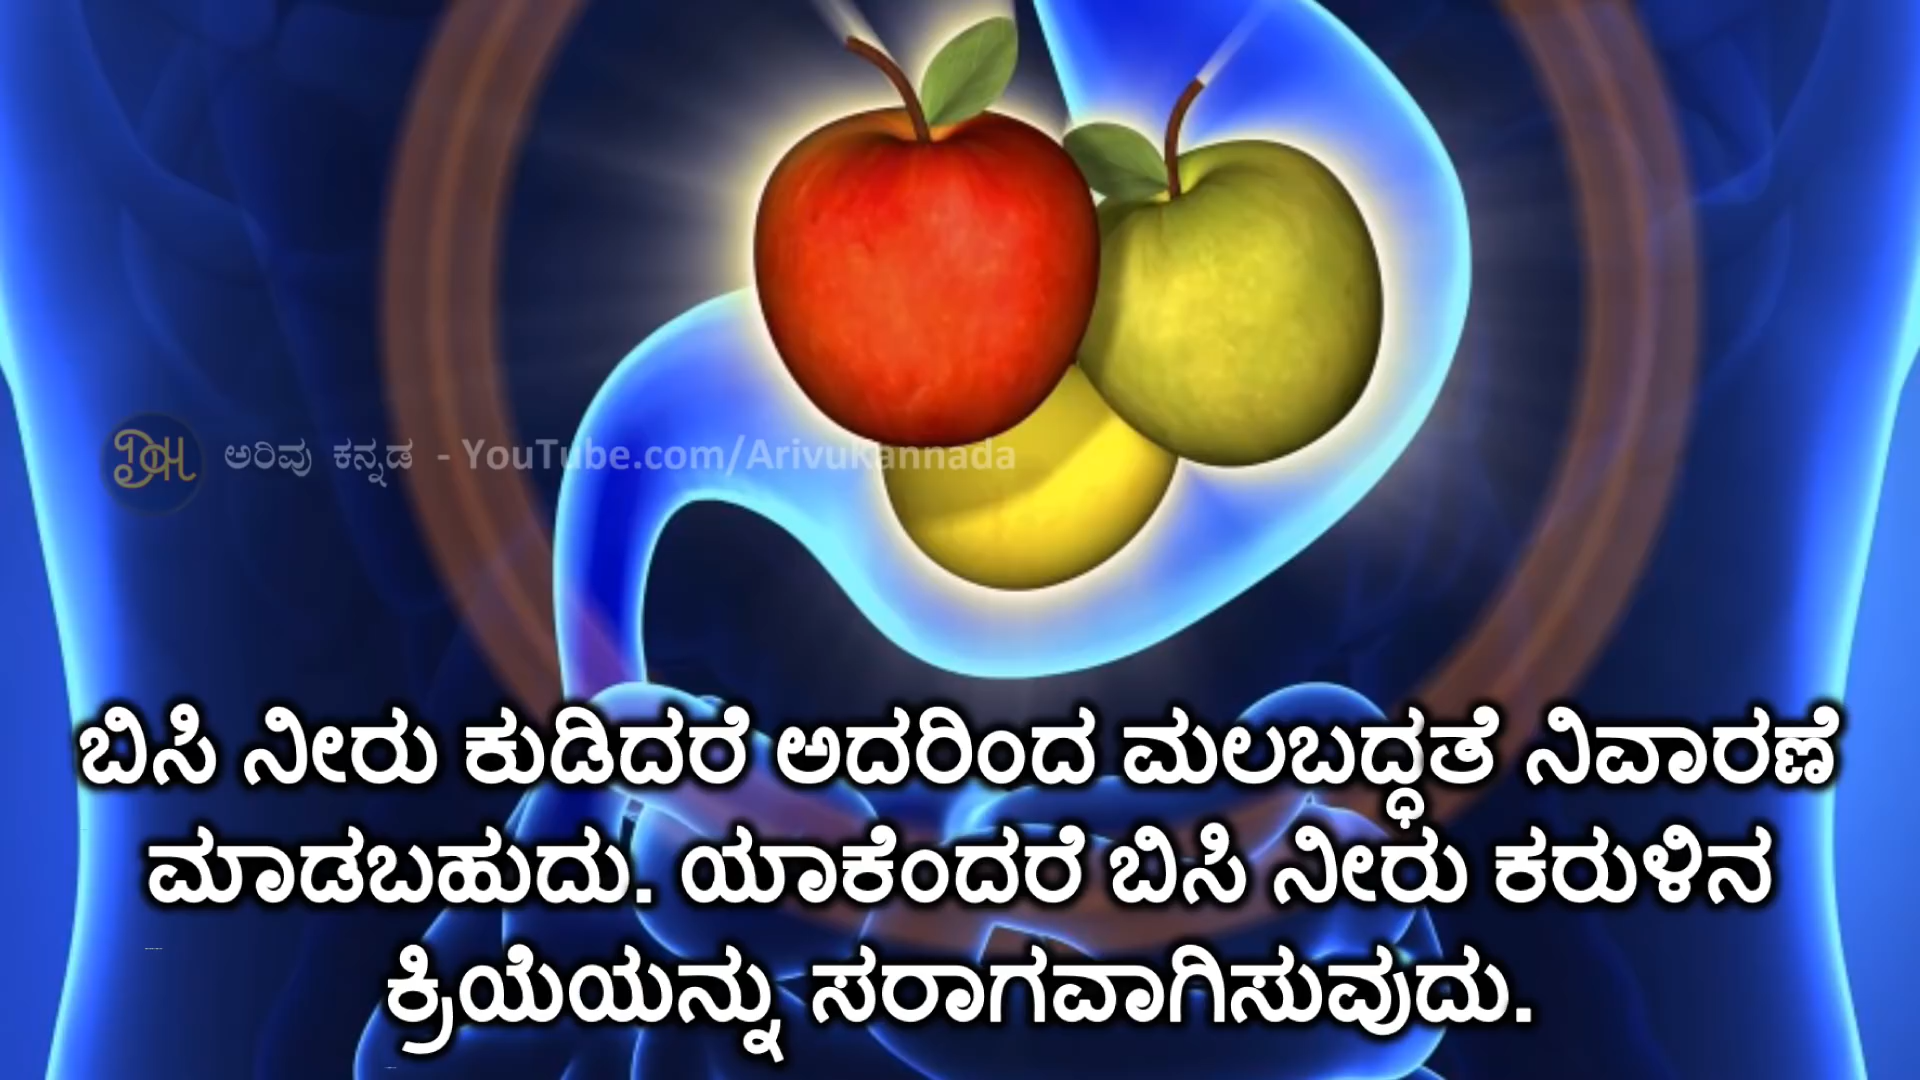 ಅರಿವು ಕನ್ನಡ - YouTube.com/ArivuKannada
ಬಿಸಿ ನೀರು ಕುಡಿದರೆ ಅದರಿಂದ ಮಲಬದ್ಧತೆ ನಿವಾರಣೆ
ಮಾಡಬಹುದು. ಯಾಕೆಂದರೆ ಬಿಸಿ ನೀರು ಕರುಳಿನ
ಕ್ರಿಯೆಯನ್ನು ಸರಾಗವಾಗಿಸುವುದು.